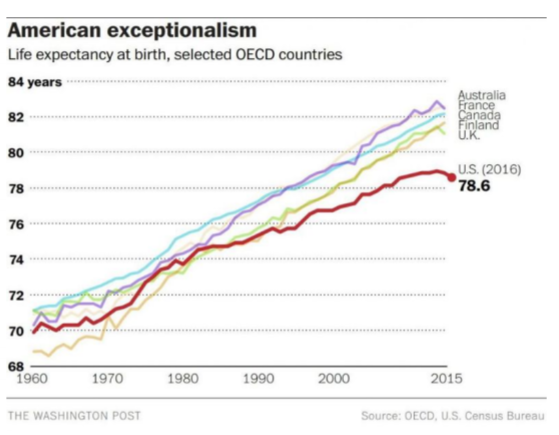 American exceptionalism
Life expectancy at birth, selected OECD countries
84 years
82
80
78
76
74
72
70
68
Australia
France
Canada
Finland
U.K.
U.S. (2016)
78.6
1960 1970 1980 1990 2000 2015
THE WASHINGTON POST Source: OECD, U.S. Census Bureau